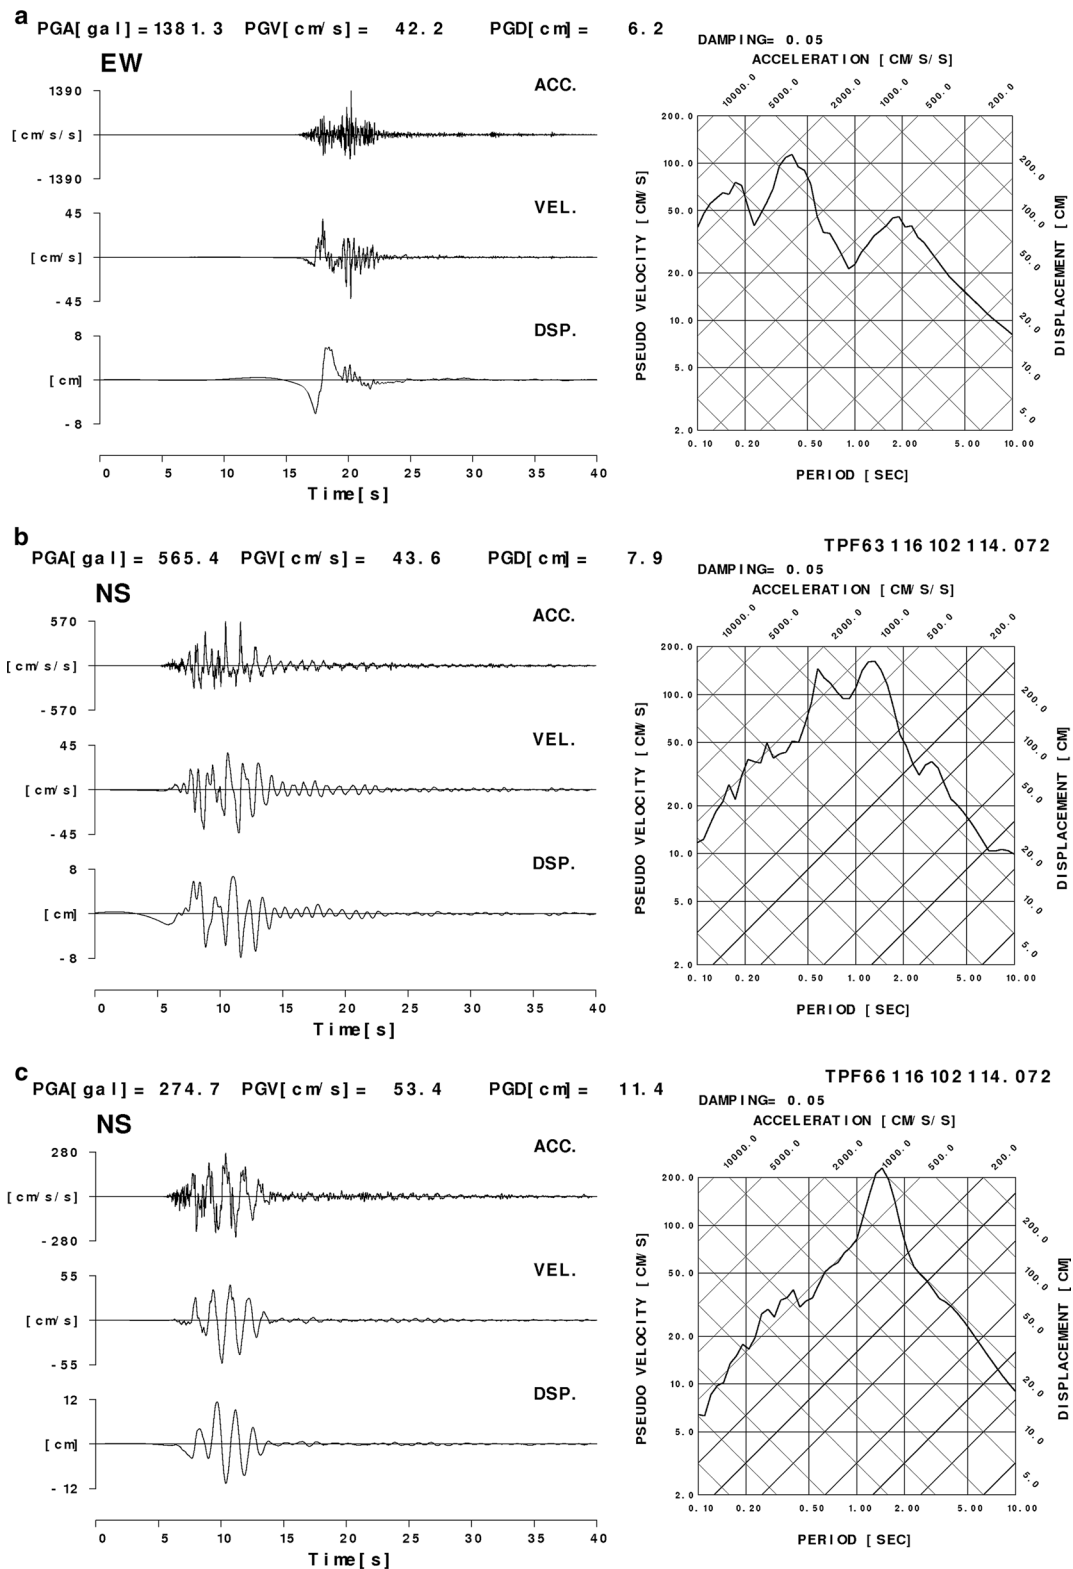 a
PGA[gal]=1381.3 PGV[cm/s]= 42.2 PGD[cm]= 6.2
DAMPING= 0.05
ACCELERATION [CM/S/S]
EW
ACC.
1390
[cm/s/s]
-1390
VEL.
45
[cm/s]
-45
DSP.
8
[cm]
-8
0 5 10 15 20 25 30 35 40
Time[s]
10000.0 5000.0 2000.0 1000.0 500.0 200.0
200.0
100.0
50.0
20.0
10.0
5.0
2.0
PSEUDO VELOCITY [CM/S]
200.0
100.0
50.0
20.0
10.0
5.0
DISPLACEMENT [CM]
0.10 0.20 0.50 1.00 2.00 5.00 10.00
PERIOD [SEC]
b
PGA[gal]= 565.4 PGV[cm/s]= 43.6 PGD[cm]= 7.9
TPF63116102114.072
DAMPING= 0.05
ACCELERATION [CM/S/S]
NS
ACC.
570
[cm/s/s]
-570
VEL.
45
[cm/s]
-45
DSP.
8
[cm]
-8
0 5 10 15 20 25 30 35 40
Time[s]
10000.0 5000.0 2000.0 1000.0 500.0 200.0
200.0
100.0
50.0
20.0
10.0
5.0
2.0
PSEUDO VELOCITY [CM/S]
200.0
100.0
50.0
20.0
10.0
5.0
DISPLACEMENT [CM]
0.10 0.20 0.50 1.00 2.00 5.00 10.00
PERIOD [SEC]
c
PGA[gal]= 274.7 PGV[cm/s]= 53.4 PGD[cm]= 11.4
TPF66116102114.072
DAMPING= 0.05
ACCELERATION [CM/S/S]
NS
ACC.
280
[cm/s/s]
-280
VEL.
55
[cm/s]
-55
DSP.
12
[cm]
-12
0 5 10 15 20 25 30 35 40
Time[s]
10000.0 5000.0 2000.0 1000.0 500.0 200.0
200.0
100.0
50.0
20.0
10.0
5.0
2.0
PSEUDO VELOCITY [CM/S]
200.0
100.0
50.0
20.0
10.0
5.0
DISPLACEMENT [CM]
0.10 0.20 0.50 1.00 2.00 5.00 10.00
PERIOD [SEC]